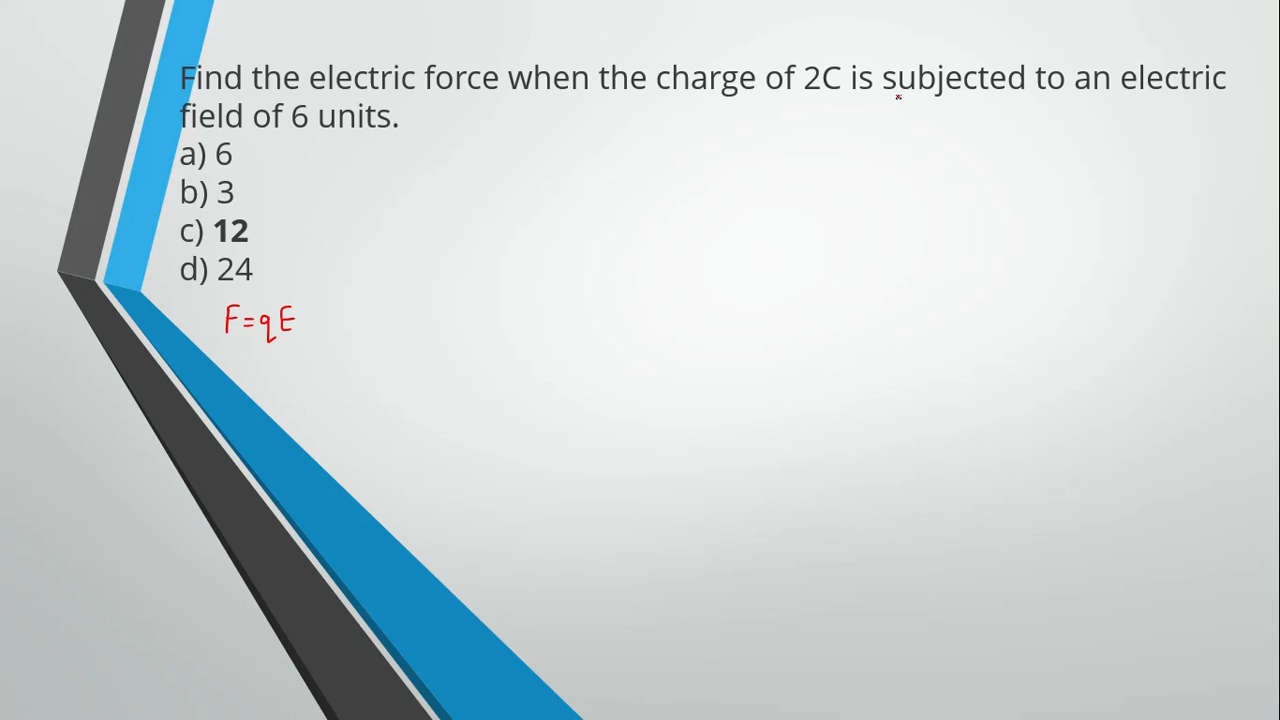 Find the electric force when the charge of 2C is subjected to an electric
field of 6 units.
a) 6
b) 3
c) 12
d) 24
F=qE